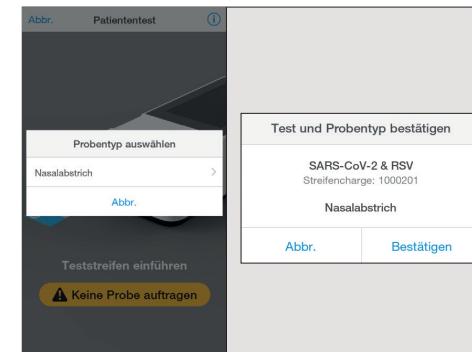 Abbr.
Patiententest
Probentyp auswählen
Nasalabstrich
Abbr.
Teststreifen einführen
Keine Probe auftragen
Test und Probentyp bestätigen
SARS-CoV-2 & RSV
Streifencharge: 1000201
Nasalabstrich
Abbr.
Bestätigen